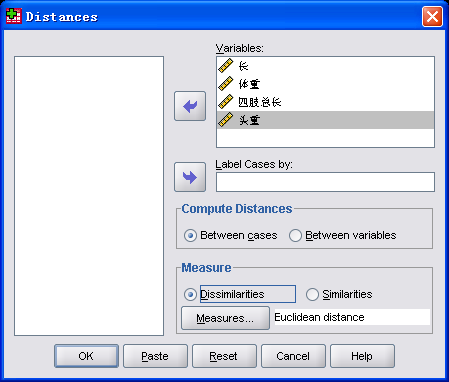 Distances
Variables:
长
体重
四肢总长
头重
Label Cases by:
Compute Distances
Between cases
Between variables
Measure
Dissimilarities
Similarities
Measures...
Euclidean distance
OK
Paste
Reset
Cancel
Help